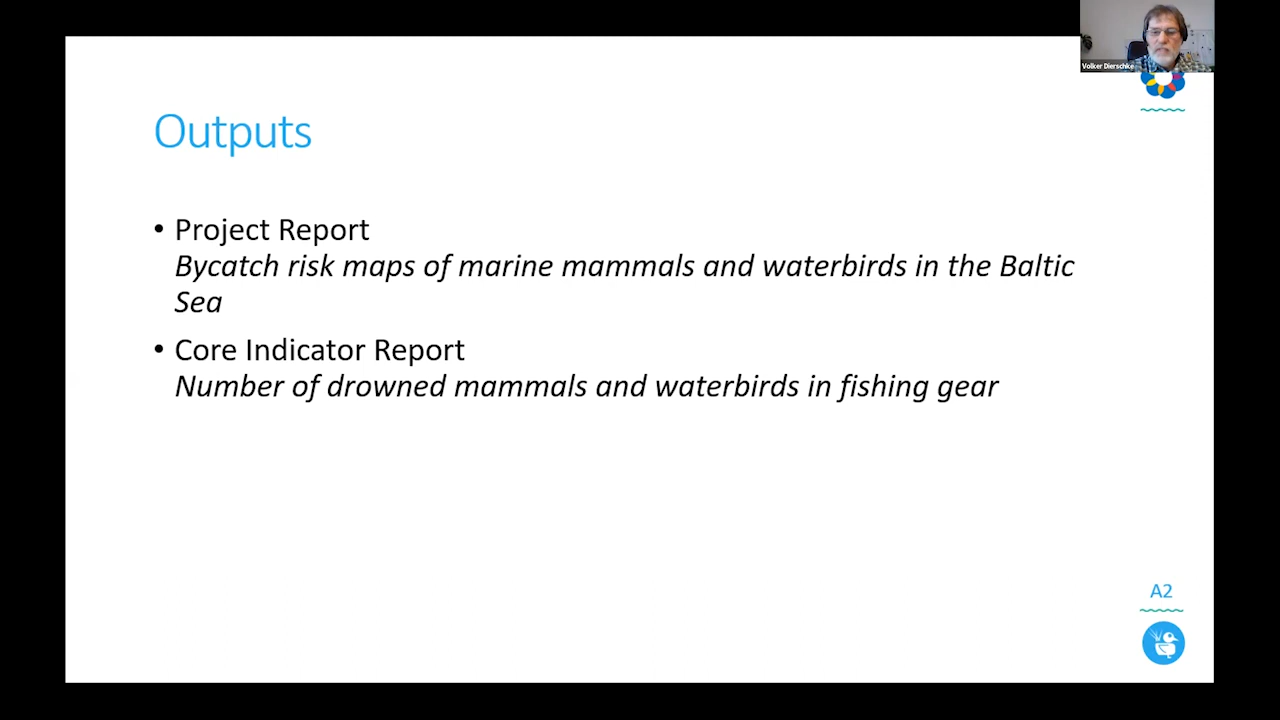 Volker Dierschke
Outputs
• Project Report
Bycatch risk maps of marine mammals and waterbirds in the Baltic
Sea
• Core Indicator Report
Number of drowned mammals and waterbirds in fishing gear
A2